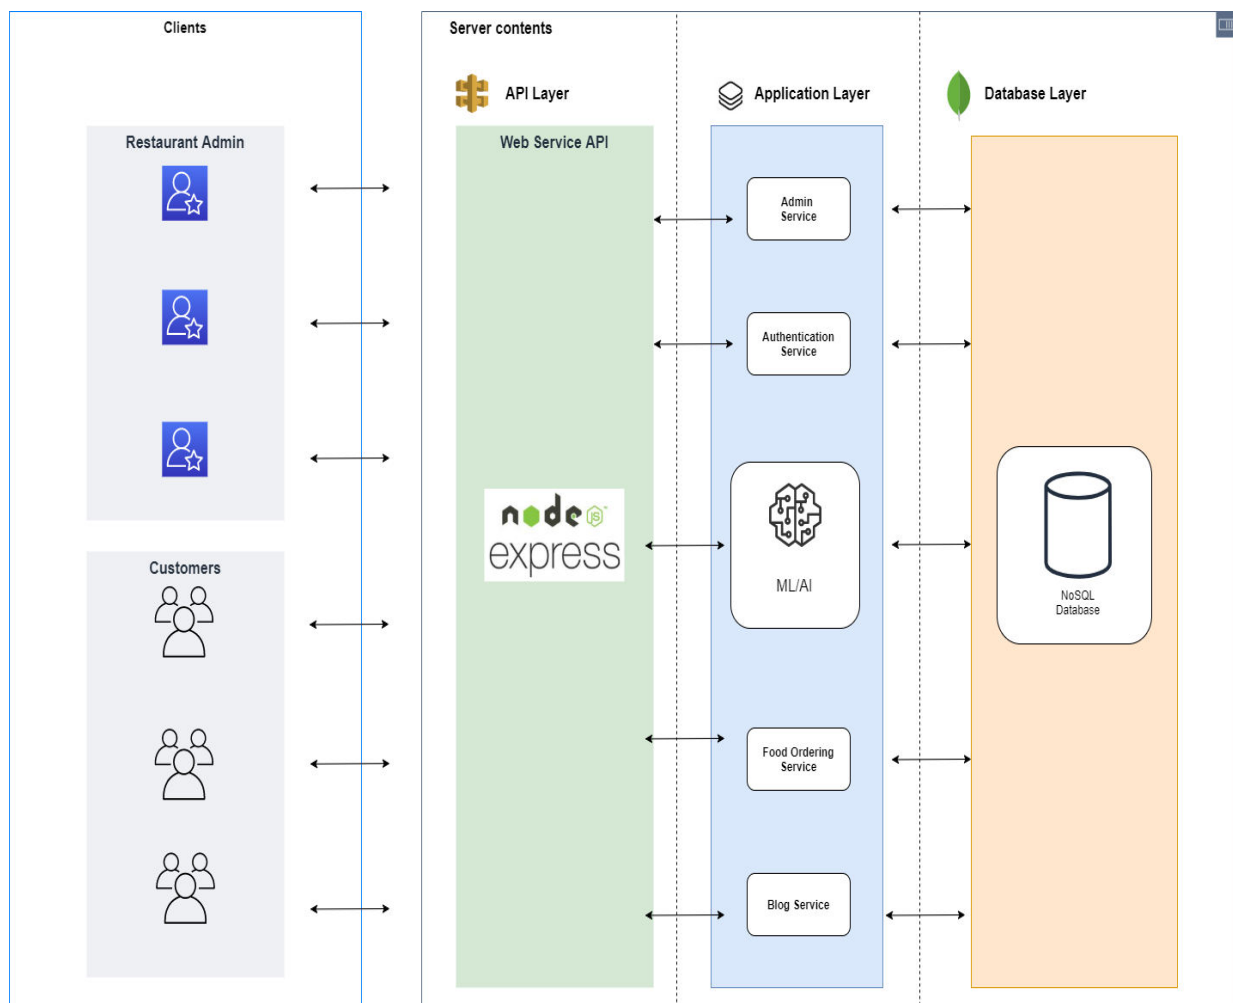 Clients
Server contents
API Layer
Application Layer
Database Layer
Restaurant Admin
Web Service API
Admin
Service
Authentication
Service
node
JS
express
ML/AI
NoSQL
Database
Customers
Food Ordering
Service
Blog Service